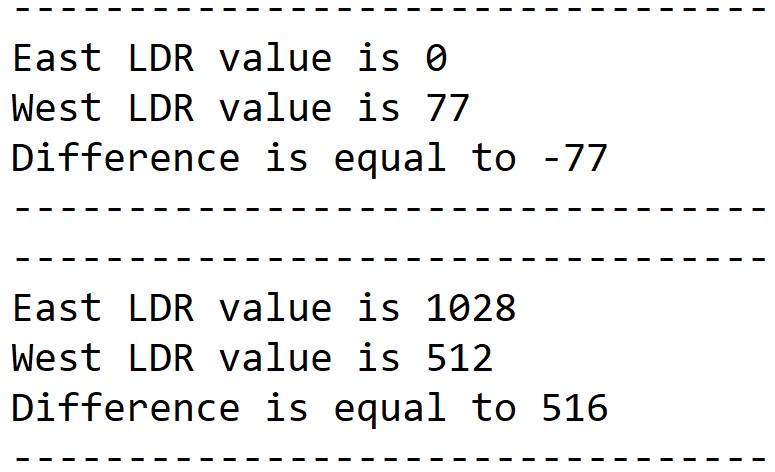 ---------------------------------
East LDR value is 0
West LDR value is 77
Difference is equal to -77
---------------------------------
---------------------------------
East LDR value is 1028
West LDR value is 512
Difference is equal to 516
---------------------------------